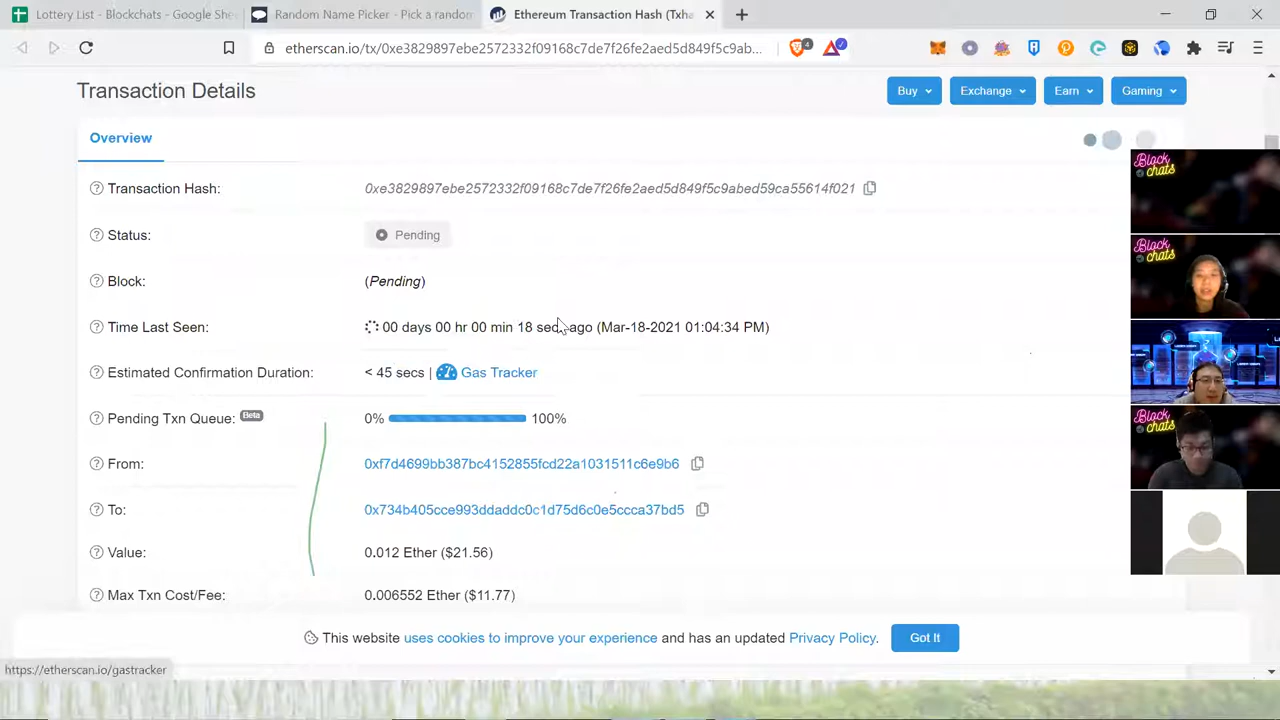 Lottery List - Blockchats - Google She
Random Name Picker - Pick a random
Ethereum Transaction Hash (Txha
etherscan.io/tx/0xe3829897ebe2572332f09168c7de7f26fe2aed5d849f5c9ab...
4
Transaction Details
Buy
Exchange
Earn
Gaming
Overview
Transaction Hash:
0xe3829897ebe2572332f09168c7de7f26fe2aed5d849f5c9abed59ca55614f021
Status:
Pending
Block:
(Pending)
Time Last Seen:
00 days 00 hr 00 min 18 secs ago (Mar-18-2021 01:04:34 PM)
Estimated Confirmation Duration:
< 45 secs | Gas Tracker
Pending Txn Queue: Beta
0% 100%
From:
0xf7d4699bb387bc4152855fcd22a1031511c6e9b6
To:
0x734b405cce993ddaddc0c1d75d6c0e5ccca37bd5
Value:
0.012 Ether ($21.56)
Max Txn Cost/Fee:
0.006552 Ether ($11.77)
This website uses cookies to improve your experience and has an updated Privacy Policy.
Got It
https://etherscan.io/gastracker
Block
chats
Block
chats
Block
chats